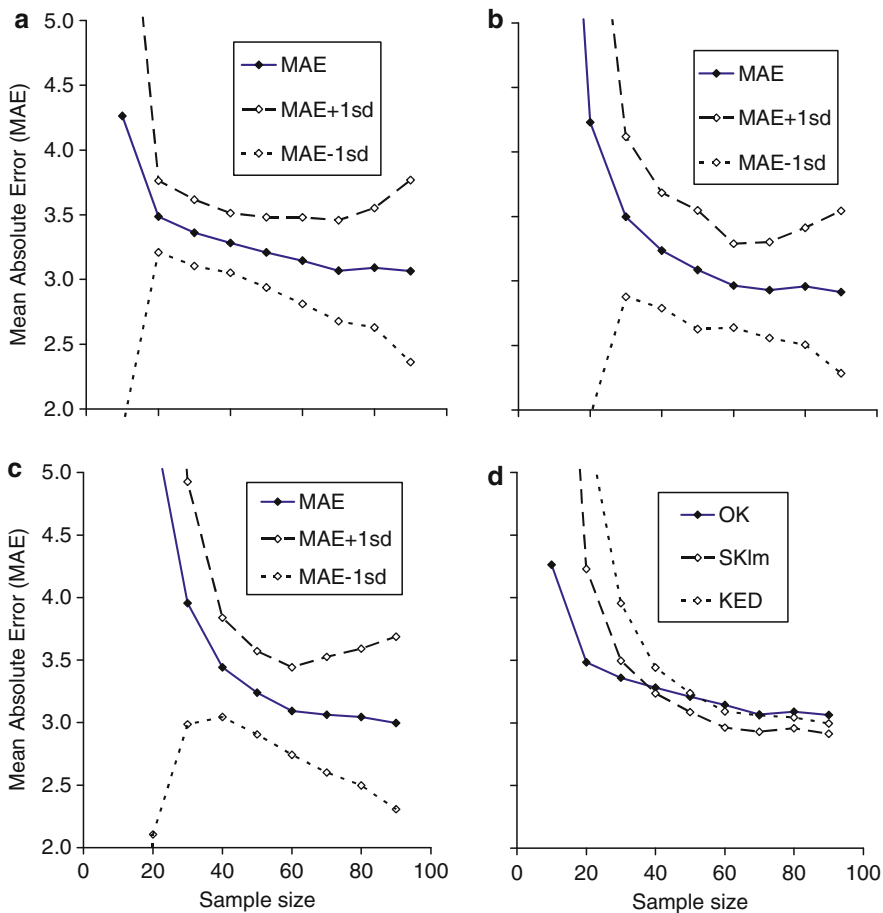 a
5.0
4.5
4.0
3.5
3.0
2.5
2.0
Mean Absolute Error (MAE)
MAE
MAE+1sd
MAE-1sd
b
MAE
MAE+1sd
MAE-1sd
c
5.0
4.5
4.0
3.5
3.0
2.5
2.0
Mean Absolute Error (MAE)
MAE
MAE+1sd
MAE-1sd
0
20
40
60
80
100
Sample size
d
OK
SKlm
KED
0
20
40
60
80
100
Sample size